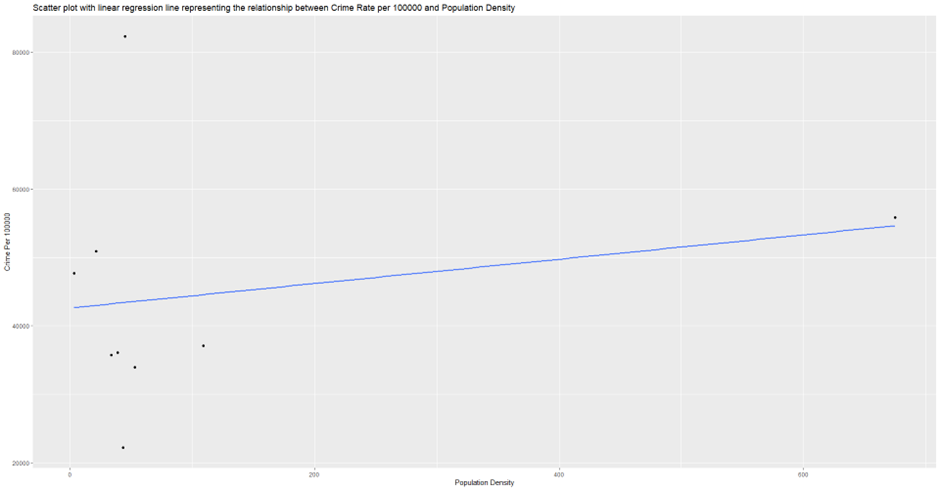 Scatter plot with linear regression line representing the relationship between Crime Rate per 100000 and Population Density
80000
60000
40000
20000
Crime Per 100000
0 200 400 600
Population Density